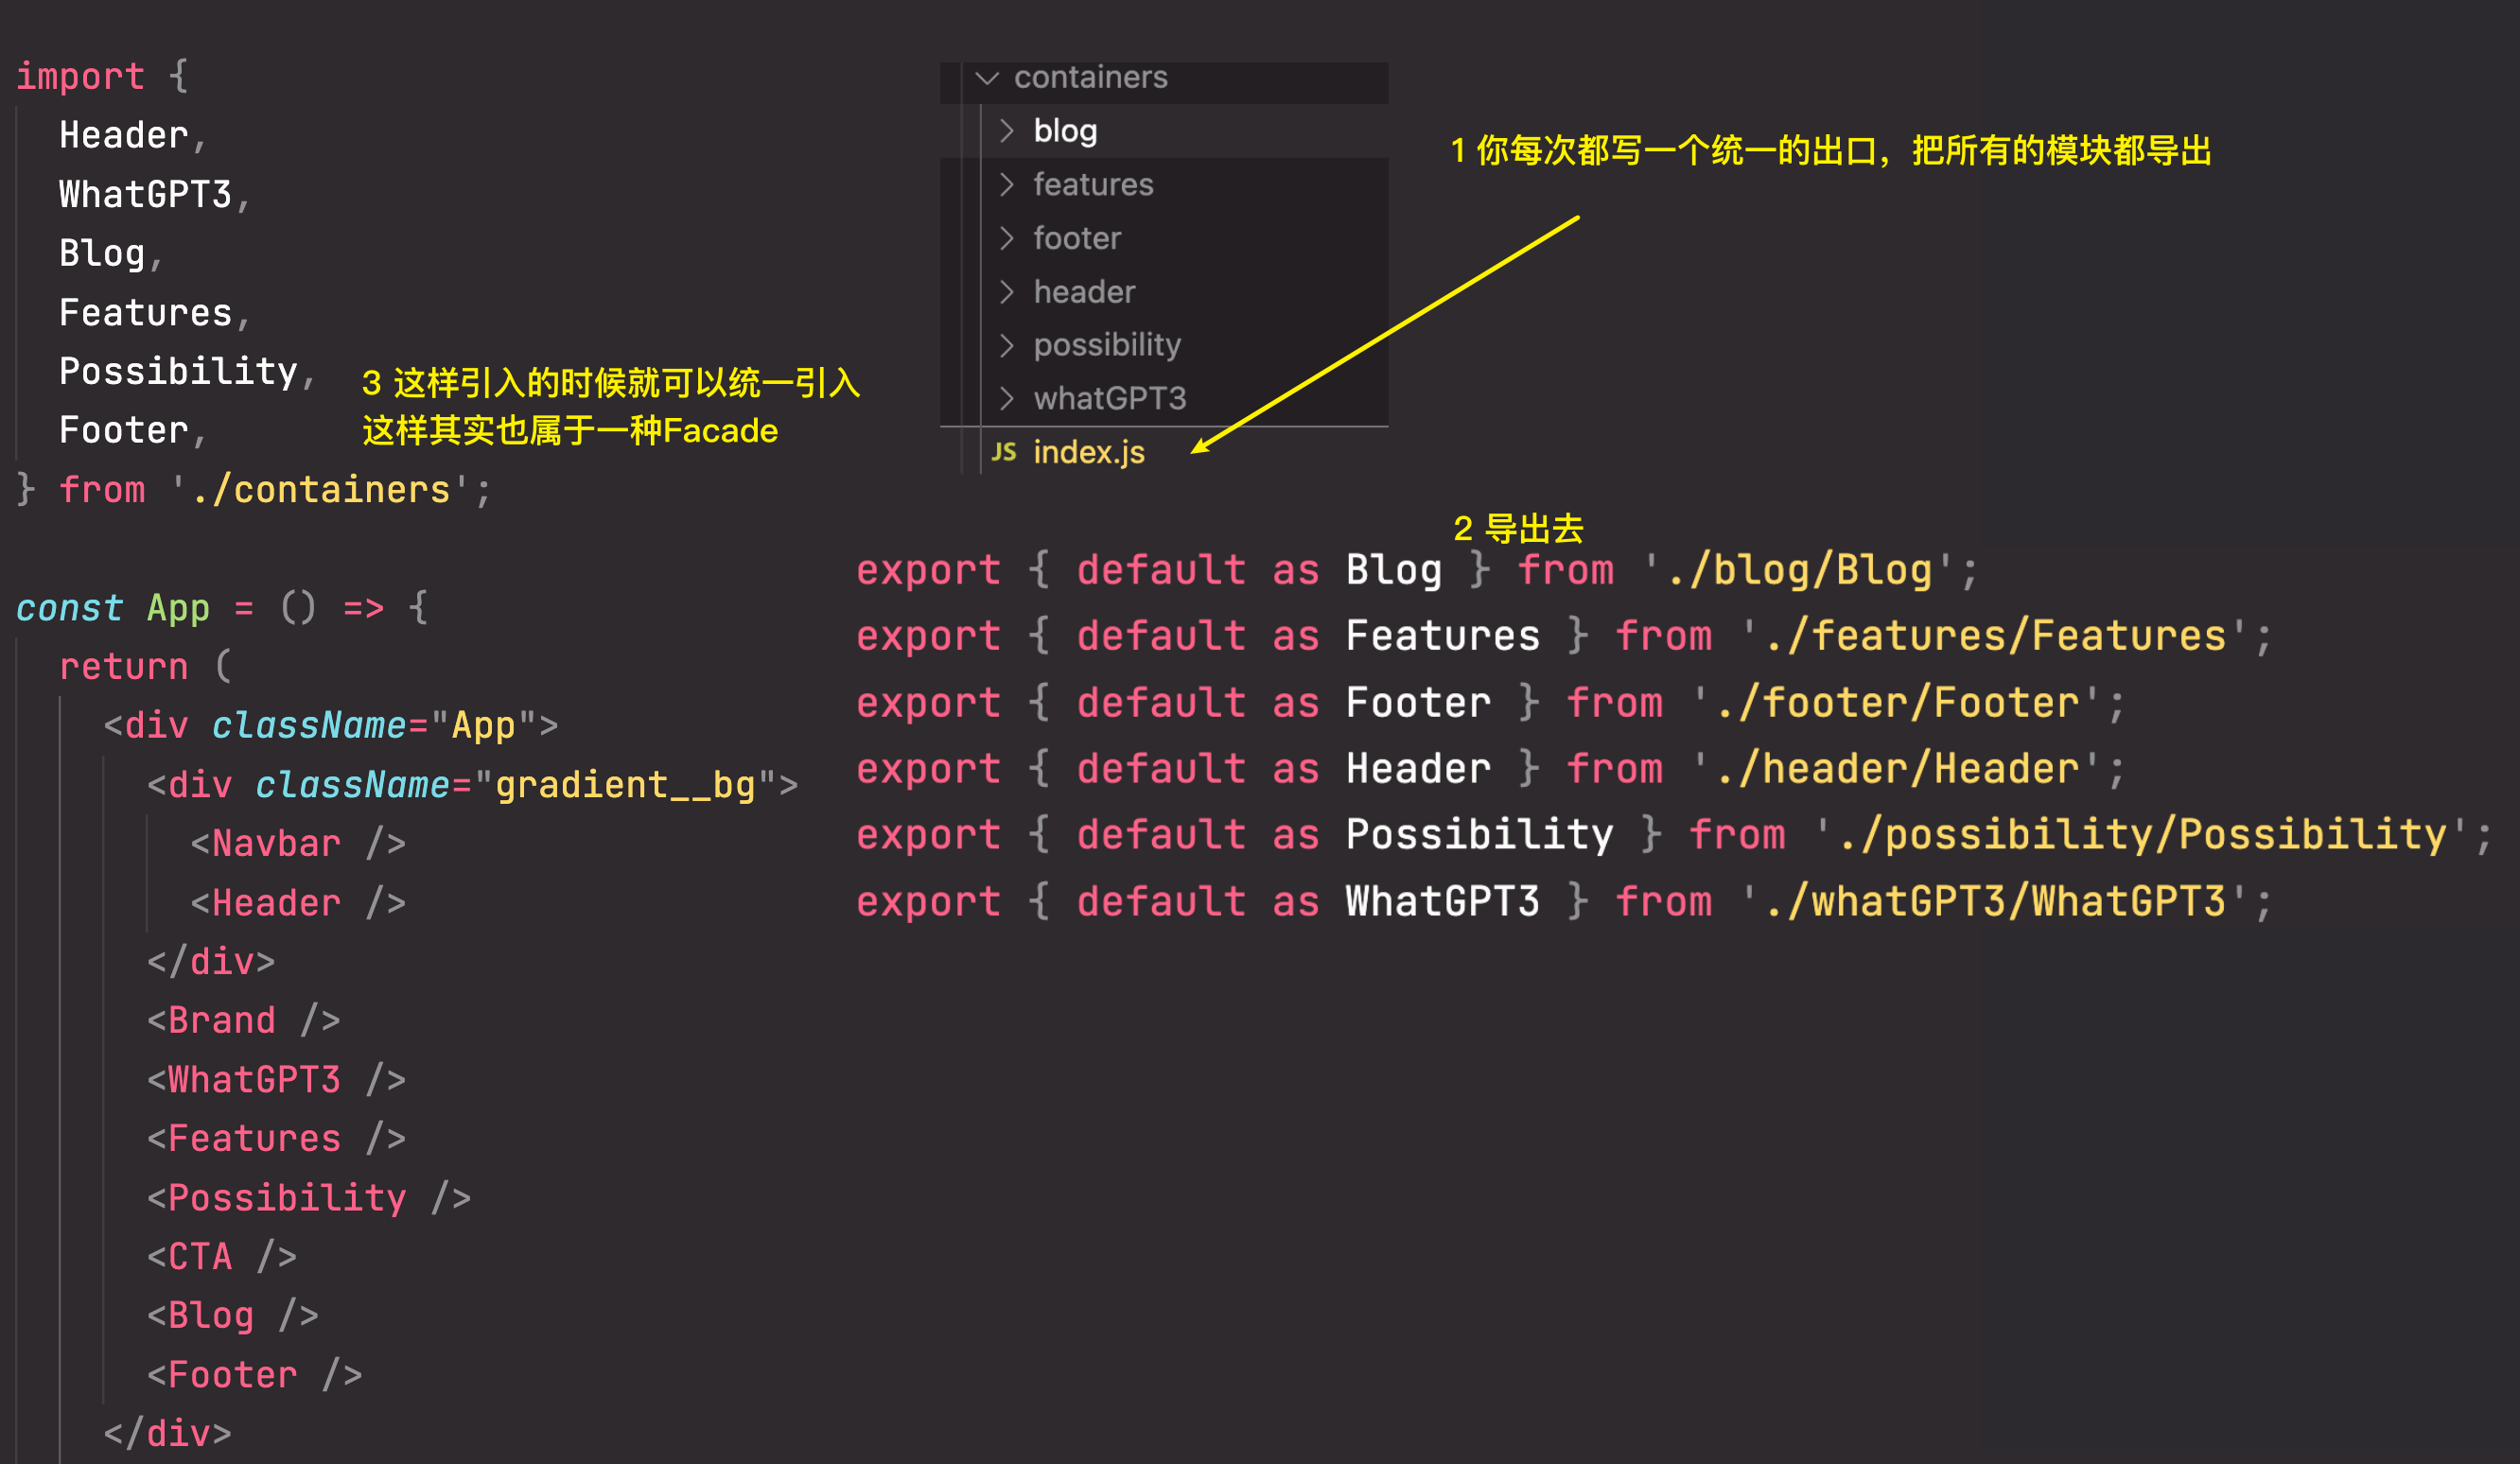 import {
  Header,
  WhatGPT3,
  Blog,
  Features,
  Possibility,
  Footer,
} from './containers';
3 这样引入的时候就可以统一引入
这样其实也属于一种Facade
const App = () => {
  return (
    <div className="App">
      <div className="gradient__bg">
        <Navbar />
        <Header />
      </div>
      <Brand />
      <WhatGPT3 />
      <Features />
      <Possibility />
      <CTA />
      <Blog />
      <Footer />
    </div>
containers
blog
features
footer
header
possibility
whatGPT3
JS index.js
1 你每次都写一个统一的出口，把所有的模块都导出
2 导出去
export { default as Blog } from './blog/Blog';
export { default as Features } from './features/Features';
export { default as Footer } from './footer/Footer';
export { default as Header } from './header/Header';
export { default as Possibility } from './possibility/Possibility';
export { default as WhatGPT3 } from './whatGPT3/WhatGPT3';